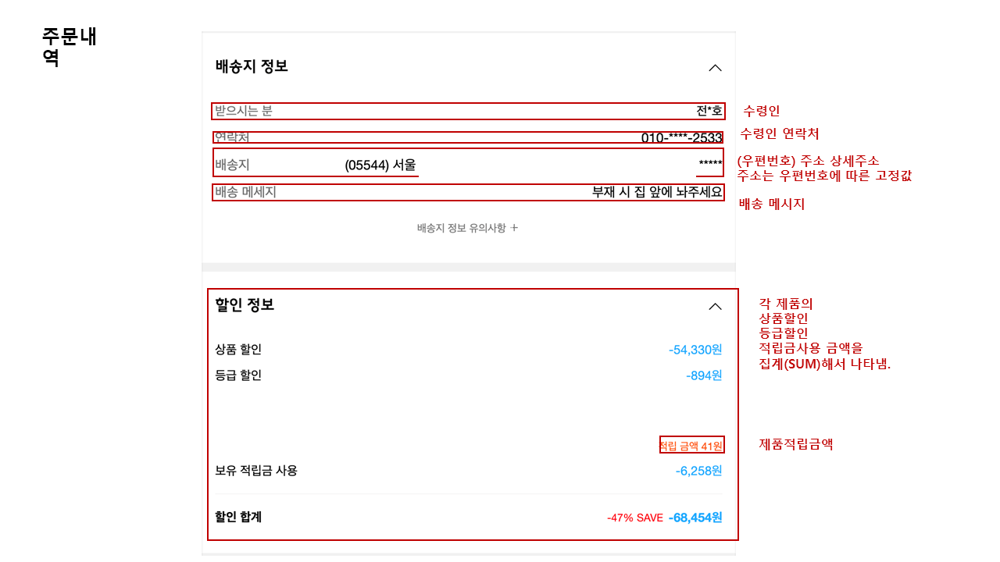 주문내
역
배송지 정보
받으시는 분 전*호 수령인
연락처 010-****-2533 수령인 연락처
배송지 (05544) 서울 ***** (우편번호) 주소 상세주소
주소는 우편번호에 따른 고정값
배송 메세지 부재 시 집 앞에 놔주세요
배송 메시지
배송지 정보 유의사항 +
할인 정보
각 제품의
상품할인
등급할인
적립금사용 금액을
집계(SUM)해서 나타냄.
상품 할인 -54,330원
등급 할인 -894원
적립 금액 41원 제품적립금액
보유 적립금 사용 -6,258원
할인 합계 -47% SAVE -68,454원